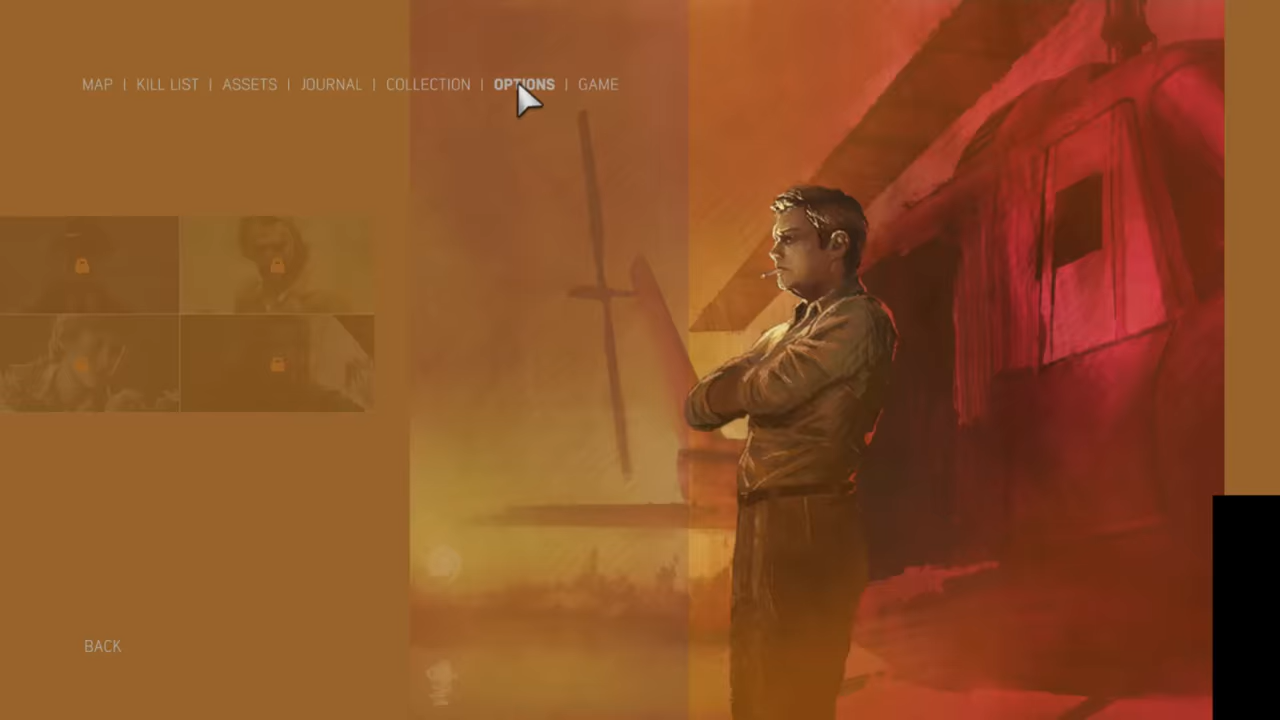 MAP | KILL LIST | ASSETS | JOURNAL | COLLECTION | OPTIONS | GAME
BACK